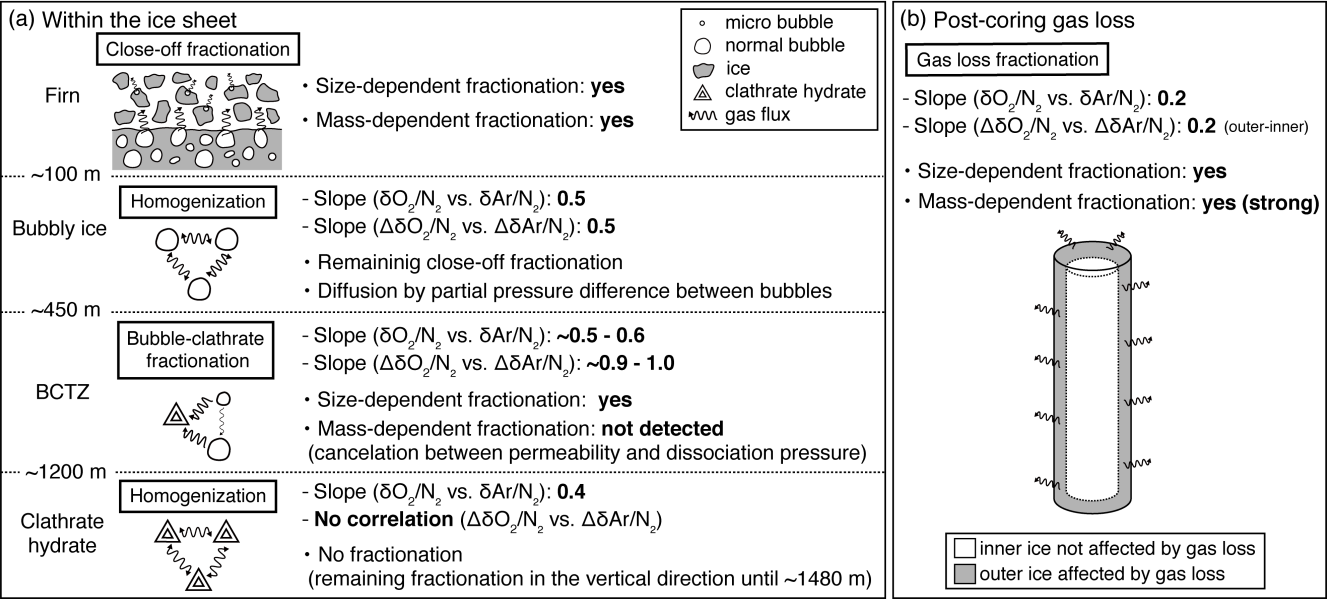 (a) Within the ice sheet
Close-off fractionation
Firn
・Size-dependent fractionation: yes
・Mass-dependent fractionation: yes
micro bubble
normal bubble
ice
clathrate hydrate
gas flux
~100 m
Homogenization
Bubbly ice
- Slope (δO₂/N₂ vs. δAr/N₂): 0.5
- Slope (ΔδO₂/N₂ vs. ΔδAr/N₂): 0.5
・Remaininig close-off fractionation
・Diffusion by partial pressure difference between bubbles
~450 m
Bubble-clathrate
fractionation
BCTZ
- Slope (δO₂/N₂ vs. δAr/N₂): ~0.5 - 0.6
- Slope (ΔδO₂/N₂ vs. ΔδAr/N₂): ~0.9 - 1.0
・Size-dependent fractionation: yes
・Mass-dependent fractionation: not detected
(cancelation between permeability and dissociation pressure)
~1200 m
Homogenization
Clathrate
hydrate
- Slope (δO₂/N₂ vs. δAr/N₂): 0.4
- No correlation (ΔδO₂/N₂ vs. ΔδAr/N₂)
・No fractionation
(remaining fractionation in the vertical direction until ~1480 m)
(b) Post-coring gas loss
Gas loss fractionation
- Slope (δO₂/N₂ vs. δAr/N₂): 0.2
- Slope (ΔδO₂/N₂ vs. ΔδAr/N₂): 0.2 (outer-inner)
・Size-dependent fractionation: yes
・Mass-dependent fractionation: yes (strong)
inner ice not affected by gas loss
outer ice affected by gas loss